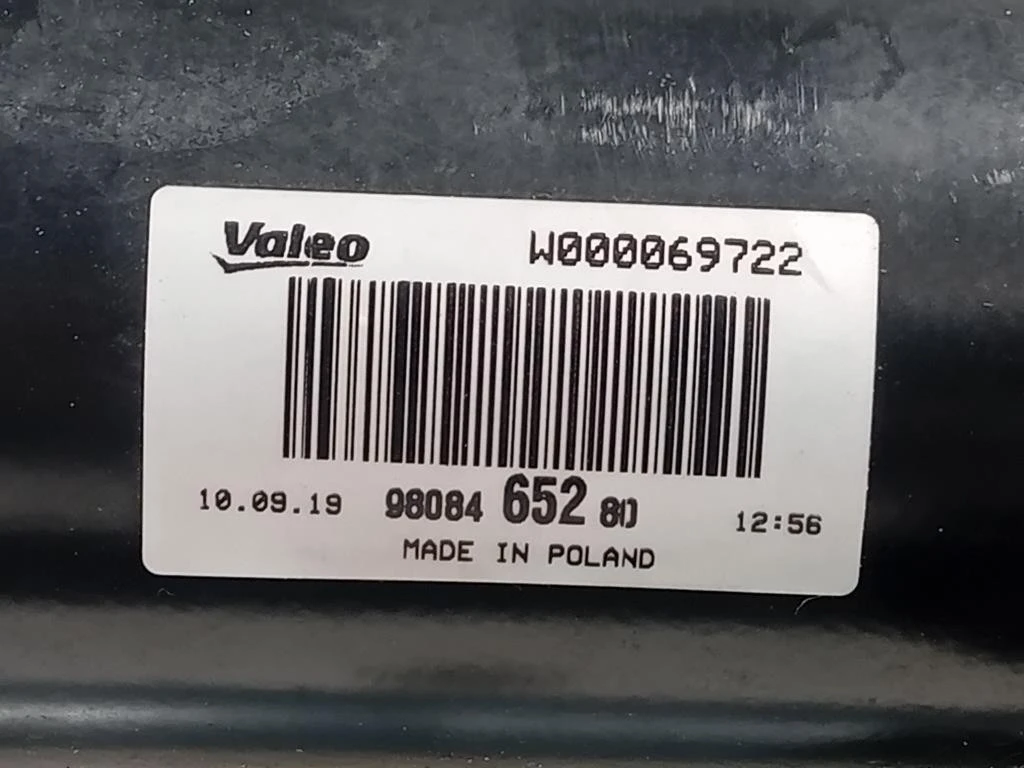 Valeo W000069722
10.09.19 98084 652 80 12:56
MADE IN POLAND